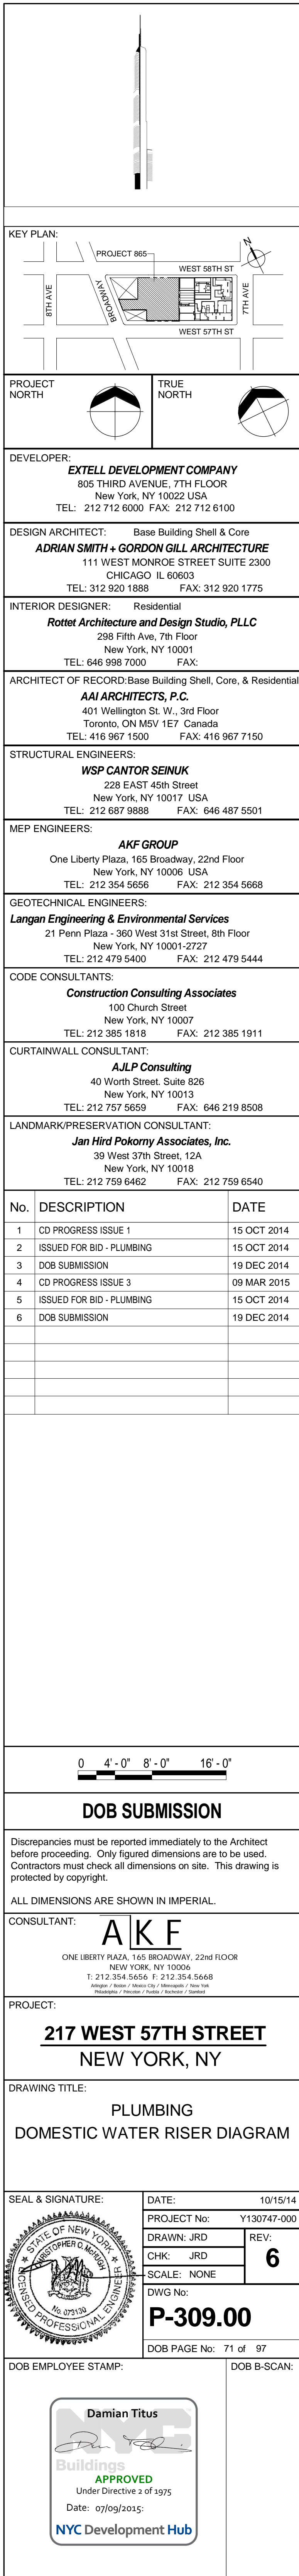 KEY PLAN:
N
PROJECT 865
WEST 58TH ST
8TH AVE
BROADWAY
7TH AVE
WEST 57TH ST
PROJECT
NORTH
TRUE
NORTH
DEVELOPER:
EXTELL DEVELOPMENT COMPANY
805 THIRD AVENUE, 7TH FLOOR
New York, NY 10022 USA
TEL: 212 712 6000 FAX: 212 712 6100
DESIGN ARCHITECT: Base Building Shell & Core
ADRIAN SMITH + GORDON GILL ARCHITECTURE
111 WEST MONROE STREET SUITE 2300
CHICAGO IL 60603
TEL: 312 920 1888 FAX: 312 920 1775
INTERIOR DESIGNER: Residential
Rottet Architecture and Design Studio, PLLC
298 Fifth Ave, 7th Floor
New York, NY 10001
TEL: 646 998 7000 FAX:
ARCHITECT OF RECORD:Base Building Shell, Core, & Residential
AAI ARCHITECTS, P.C.
401 Wellington St. W., 3rd Floor
Toronto, ON M5V 1E7 Canada
TEL: 416 967 1500 FAX: 416 967 7150
STRUCTURAL ENGINEERS:
WSP CANTOR SEINUK
228 EAST 45th Street
New York, NY 10017 USA
TEL: 212 687 9888 FAX: 646 487 5501
MEP ENGINEERS:
AKF GROUP
One Liberty Plaza, 165 Broadway, 22nd Floor
New York, NY 10006 USA
TEL: 212 354 5656 FAX: 212 354 5668
GEOTECHNICAL ENGINEERS:
Langan Engineering & Environmental Services
21 Penn Plaza - 360 West 31st Street, 8th Floor
New York, NY 10001-2727
TEL: 212 479 5400 FAX: 212 479 5444
CODE CONSULTANTS:
Construction Consulting Associates
100 Church Street
New York, NY 10007
TEL: 212 385 1818 FAX: 212 385 1911
CURTAINWALL CONSULTANT:
AJLP Consulting
40 Worth Street. Suite 826
New York, NY 10013
TEL: 212 757 5659 FAX: 646 219 8508
LANDMARK/PRESERVATION CONSULTANT:
Jan Hird Pokorny Associates, Inc.
39 West 37th Street, 12A
New York, NY 10018
TEL: 212 759 6462 FAX: 212 759 6540
No. DESCRIPTION DATE
1 CD PROGRESS ISSUE 1 15 OCT 2014
2 ISSUED FOR BID - PLUMBING 15 OCT 2014
3 DOB SUBMISSION 19 DEC 2014
4 CD PROGRESS ISSUE 3 09 MAR 2015
5 ISSUED FOR BID - PLUMBING 15 OCT 2014
6 DOB SUBMISSION 19 DEC 2014
0 4' - 0" 8' - 0" 16' - 0"
DOB SUBMISSION
Discrepancies must be reported immediately to the Architect
before proceeding. Only figured dimensions are to be used.
Contractors must check all dimensions on site. This drawing is
protected by copyright.
ALL DIMENSIONS ARE SHOWN IN IMPERIAL.
CONSULTANT:
AKF
ONE LIBERTY PLAZA, 165 BROADWAY, 22nd FLOOR
NEW YORK, NY 10006
T: 212.354.5656 F: 212.354.5668
Arlington / Boston / Mexico City / Minneapolis / New York
Philadelphia / Princeton / Puebla / Rochester / Stamford
PROJECT:
217 WEST 57TH STREET
NEW YORK, NY
DRAWING TITLE:
PLUMBING
DOMESTIC WATER RISER DIAGRAM
SEAL & SIGNATURE:
STATE OF NEW YORK
No. 073130
LICENSED PROFESSIONAL ENGINEER
DATE: 10/15/14
PROJECT No: Y130747-000
DRAWN: JRD
REV:
6
CHK: JRD
SCALE: NONE
DWG No:
P-309.00
DOB PAGE No: 71 of 97
DOB EMPLOYEE STAMP:
DOB B-SCAN:
Damian Titus
NYC
Buildings
APPROVED
Under Directive 2 of 1975
Date: 07/09/2015:
NYC Development Hub